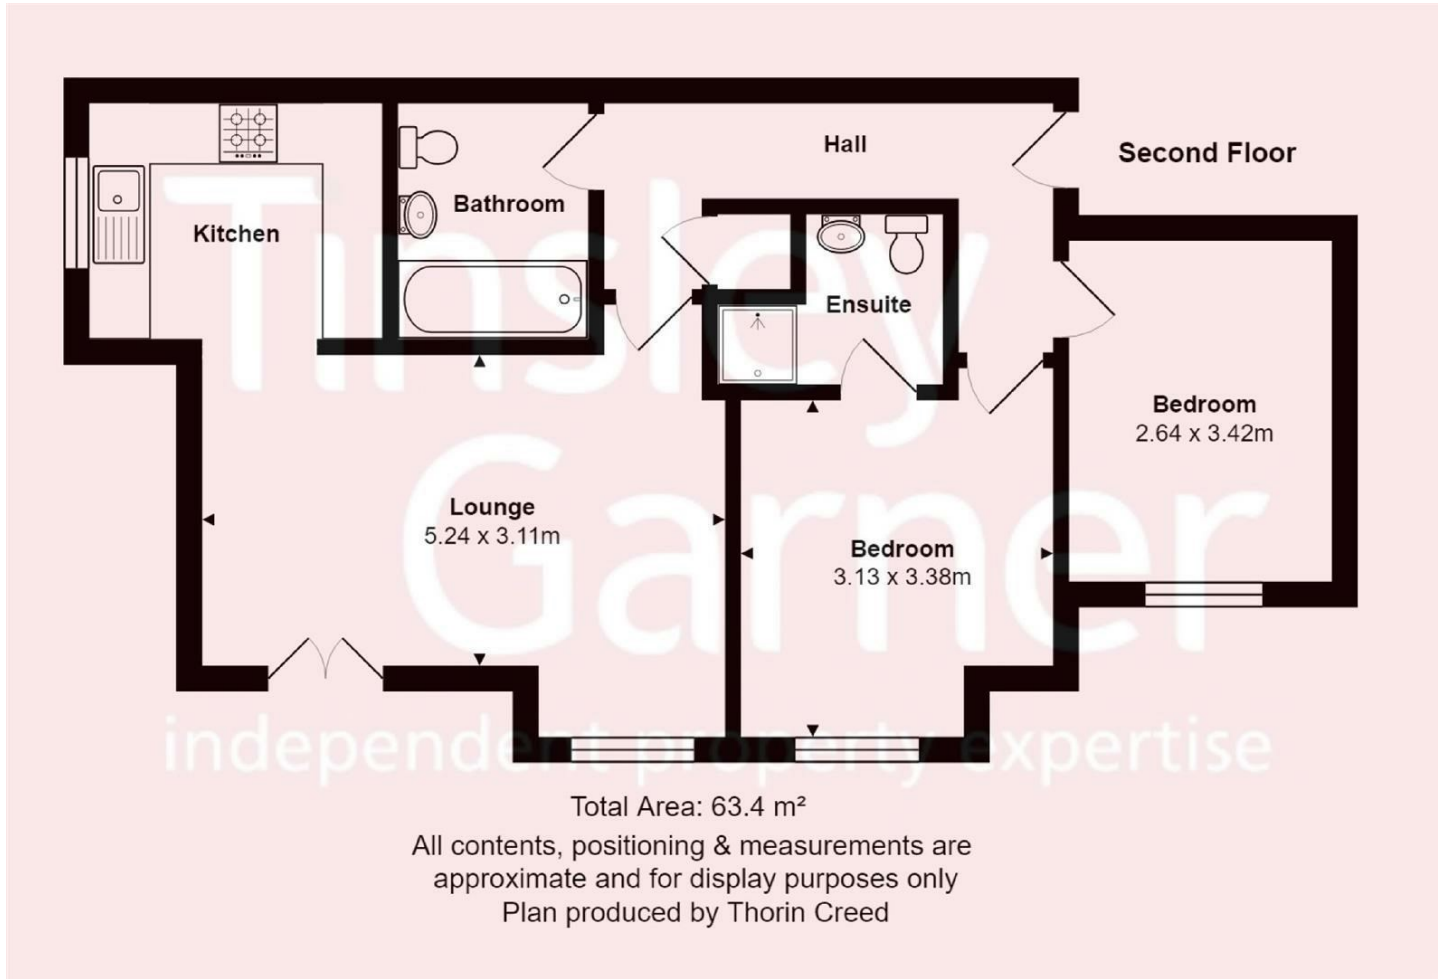 Hall
Second Floor
Bathroom
Kitchen
Ensuite
Bedroom
2.64 x 3.42m
Lounge
5.24 x 3.11m
Bedroom
3.13 x 3.38m
Tinsley
Garner
independent property expertise
Total Area: 63.4 m²
All contents, positioning & measurements are
approximate and for display purposes only
Plan produced by Thorin Creed